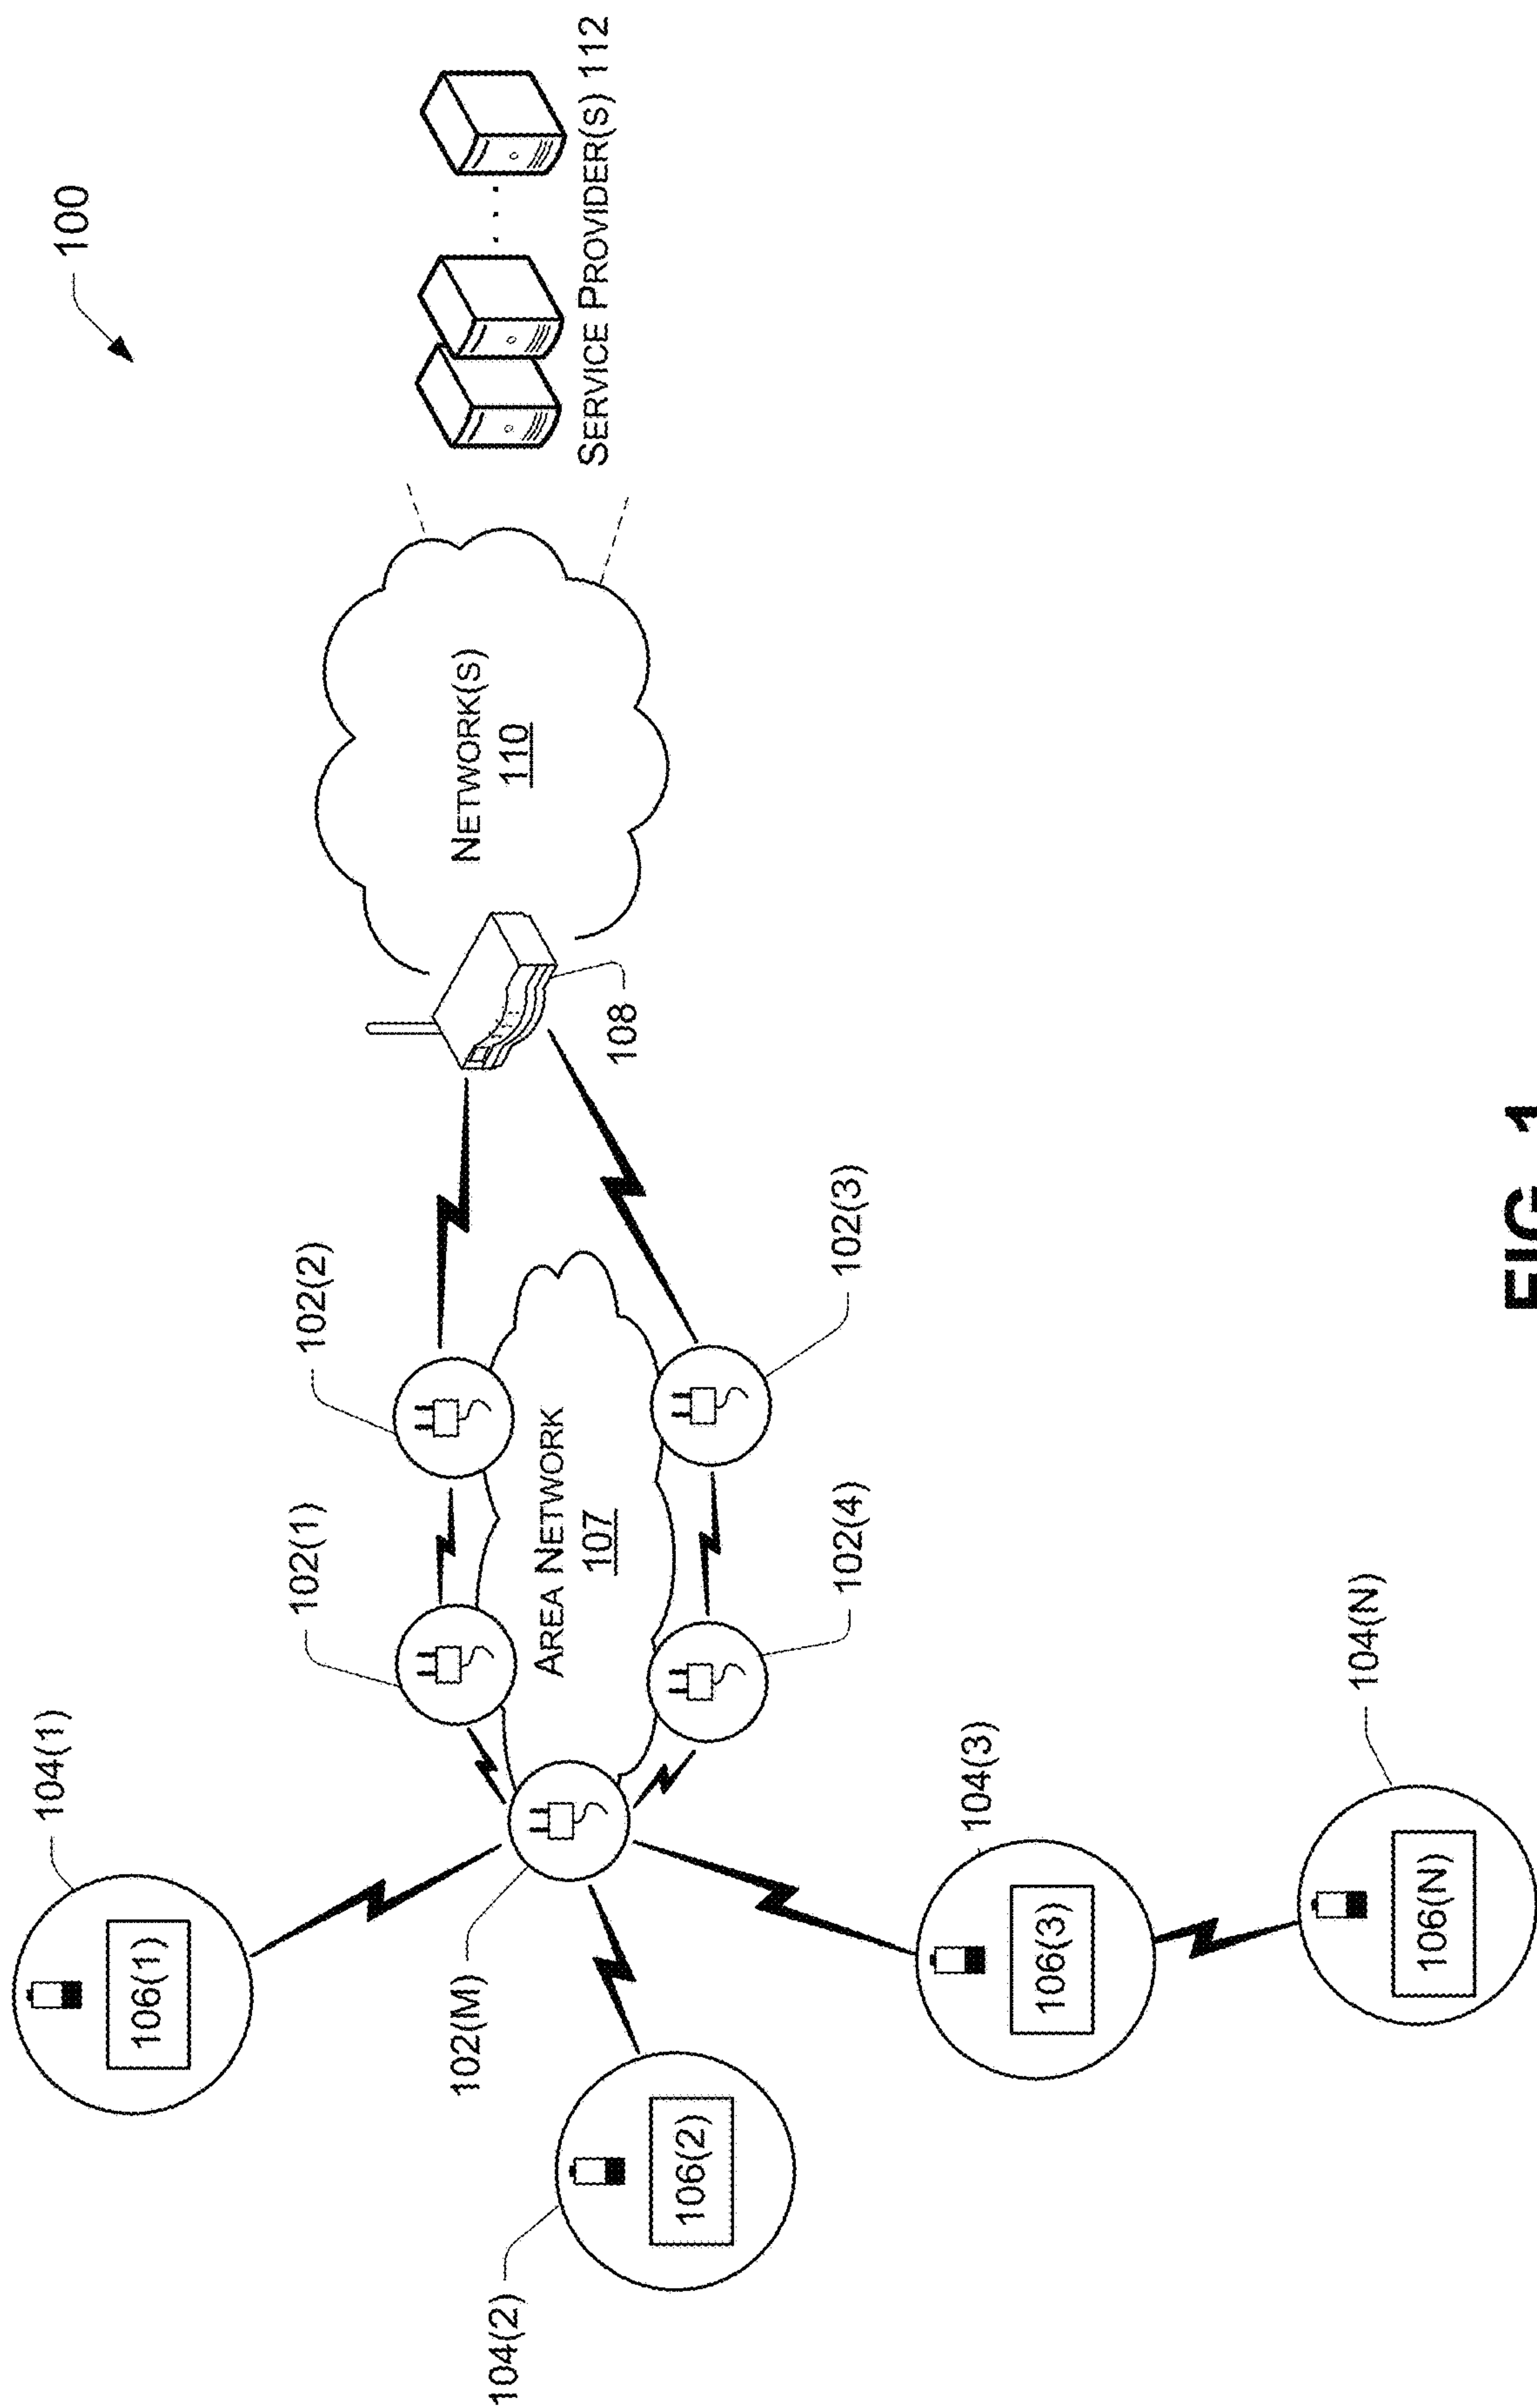 100
SERVICE PROVIDER(S) 112
NETWORK(S)
110
108
102(2)
102(3)
102(1)
102(4)
AREA NETWORK
107
104(1)
106(1)
102(M)
104(2)
106(2)
104(3)
106(3)
104(N)
106(N)
FIG. 1